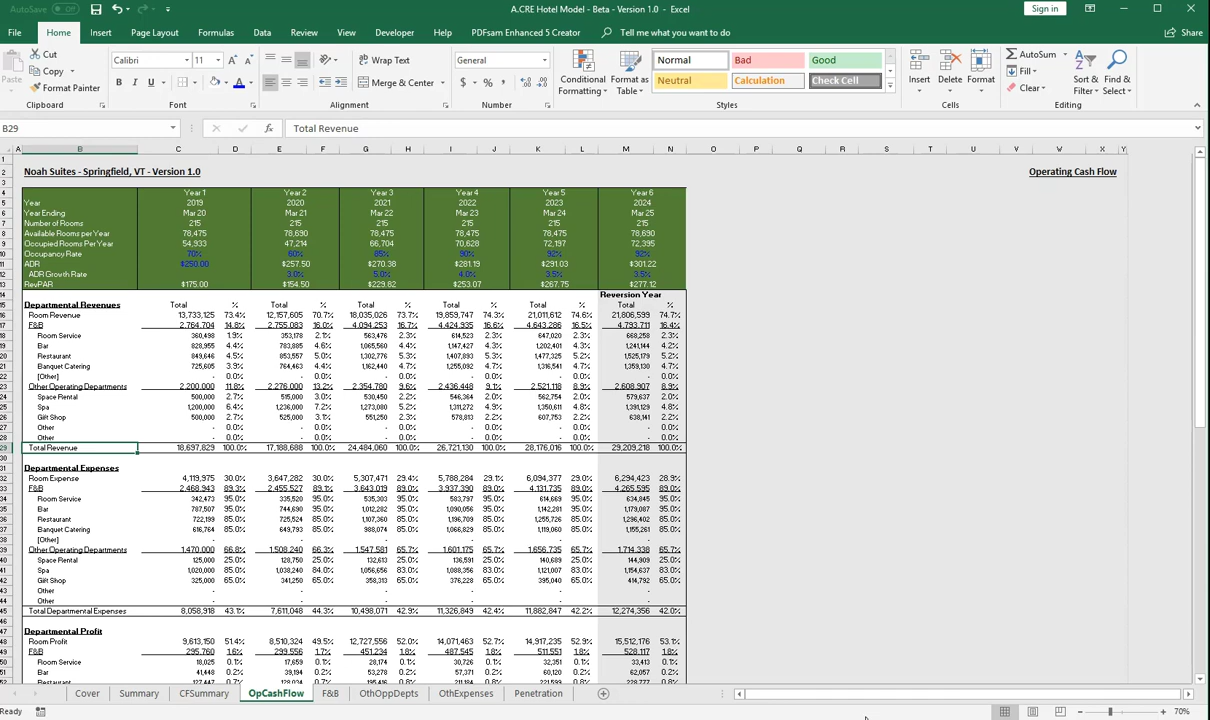 AutoSave Off A.CRE Hotel Model - Beta - Version 1.0 - Excel Sign in
File Home Insert Page Layout Formulas Data Review View Developer Help PDFsam Enhanced 5 Creator Tell me what you want to do Share
Paste Cut Copy Format Painter Clipboard
Calibri 11 A A B I U A Font
ab Wrap Text Merge & Center Alignment
General $ % , Number
Conditional Formatting Format as Table Normal Bad Good Neutral Calculation Check Cell Styles
Insert Delete Format Cells
AutoSum Fill Clear Sort & Filter Find & Select Editing
B29 fx Total Revenue
A B C D E F G H I J K L M N O P Q R S T U V W X Y
Noah Suites - Springfield, VT - Version 1.0 Operating Cash Flow
Year 1 Year 2 Year 3 Year 4 Year 5 Year 6
Year 2019 2020 2021 2022 2023 2024
Year Ending Mar 20 Mar 21 Mar 22 Mar 23 Mar 24 Mar 25
Number of Rooms 215 215 215 215 215 215
Available Rooms per Year 78,475 78,690 78,475 78,475 78,475 78,690
Occupied Rooms Per Year 54,933 47,214 66,704 70,628 72,197 72,395
Occupancy Rate 70% 60% 85% 90% 92% 92%
ADR $250.00 $257.50 $270.38 $281.19 $291.03 $301.22
ADR Growth Rate 3.0% 5.0% 4.0% 3.5% 3.5%
RevPAR $175.00 $154.50 $229.82 $253.07 $267.75 $277.12
Reversion Year
Departmental Revenues Total % Total % Total % Total % Total % Total %
Room Revenue 13,733,125 73.4% 12,157,605 70.7% 18,035,026 73.7% 19,859,747 74.3% 21,011,612 74.6% 21,806,599 74.7%
F&B 2,764,704 14.8% 2,755,083 16.0% 4,094,253 16.7% 4,424,935 16.6% 4,643,286 16.5% 4,793,711 16.4%
Room Service 360,498 1.9% 353,178 2.1% 563,476 2.3% 614,523 2.3% 647,020 2.3% 668,258 2.3%
Bar 828,955 4.4% 783,885 4.6% 1,065,560 4.4% 1,147,427 4.3% 1,202,401 4.3% 1,241,144 4.2%
Restaurant 849,646 4.5% 853,557 5.0% 1,302,776 5.3% 1,407,893 5.3% 1,477,325 5.2% 1,525,179 5.2%
Banquet Catering 725,605 3.9% 764,463 4.4% 1,162,440 4.7% 1,255,092 4.7% 1,316,541 4.7% 1,359,130 4.7%
[Other] - 0.0% - 0.0% - 0.0% - 0.0% - 0.0% - 0.0%
Other Operating Departments 2,200,000 11.8% 2,276,000 13.2% 2,354,780 9.6% 2,436,448 9.1% 2,521,118 8.9% 2,608,907 8.9%
Space Rental 500,000 2.7% 515,000 3.0% 530,450 2.2% 546,364 2.0% 562,754 2.0% 579,637 2.0%
Spa 1,200,000 6.4% 1,236,000 7.2% 1,273,080 5.2% 1,311,272 4.9% 1,350,611 4.8% 1,391,129 4.8%
Gift Shop 500,000 2.7% 525,000 3.1% 551,250 2.3% 578,813 2.2% 607,753 2.2% 638,141 2.2%
Other - 0.0% - 0.0% - 0.0% - 0.0% - 0.0% - 0.0%
Other - 0.0% - 0.0% - 0.0% - 0.0% - 0.0% - 0.0%
Total Revenue 18,697,829 100.0% 17,188,688 100.0% 24,484,060 100.0% 26,721,130 100.0% 28,176,016 100.0% 29,209,218 100.0%
Departmental Expenses
Room Expense 4,119,975 30.0% 3,647,282 30.0% 5,307,471 29.4% 5,788,284 29.1% 6,094,377 29.0% 6,294,423 28.9%
F&B 2,468,943 89.3% 2,455,527 89.1% 3,643,019 89.0% 3,937,390 89.0% 4,131,735 89.0% 4,265,595 89.0%
Room Service 342,473 95.0% 335,520 95.0% 535,303 95.0% 583,797 95.0% 614,669 95.0% 634,845 95.0%
Bar 787,507 95.0% 744,690 95.0% 1,012,282 95.0% 1,090,056 95.0% 1,142,281 95.0% 1,179,087 95.0%
Restaurant 722,199 85.0% 725,524 85.0% 1,107,360 85.0% 1,196,709 85.0% 1,255,726 85.0% 1,296,402 85.0%
Banquet Catering 616,764 85.0% 649,793 85.0% 988,074 85.0% 1,066,829 85.0% 1,119,060 85.0% 1,155,261 85.0%
[Other] - - - - - -
Other Operating Departments 1,470,000 66.8% 1,508,240 66.3% 1,547,581 65.7% 1,601,175 65.7% 1,656,735 65.7% 1,714,338 65.7%
Space Rental 125,000 25.0% 128,750 25.0% 132,613 25.0% 136,591 25.0% 140,689 25.0% 144,909 25.0%
Spa 1,020,000 85.0% 1,038,240 84.0% 1,056,656 83.0% 1,088,356 83.0% 1,121,007 83.0% 1,154,637 83.0%
Gift Shop 325,000 65.0% 341,250 65.0% 358,313 65.0% 376,228 65.0% 395,040 65.0% 414,792 65.0%
Other - - - - - -
Other - - - - - -
Total Departmental Expenses 8,058,918 43.1% 7,611,048 44.3% 10,498,071 42.9% 11,326,849 42.4% 11,882,847 42.2% 12,274,356 42.0%
Departmental Profit
Room Profit 9,613,150 51.4% 8,510,324 49.5% 12,727,556 52.0% 14,071,463 52.7% 14,917,235 52.9% 15,512,176 53.1%
F&B 295,760 1.6% 299,556 1.7% 451,234 1.8% 487,545 1.8% 511,551 1.8% 528,117 1.8%
Room Service 18,025 0.1% 17,659 0.1% 28,174 0.1% 30,726 0.1% 32,351 0.1% 33,413 0.1%
Bar 41,448 0.2% 39,194 0.2% 53,278 0.2% 57,371 0.2% 60,120 0.2% 62,057 0.2%
Cover Summary CFSummary OpCashFlow F&B OthOppDepts OthExpenses Penetration
Ready 70%